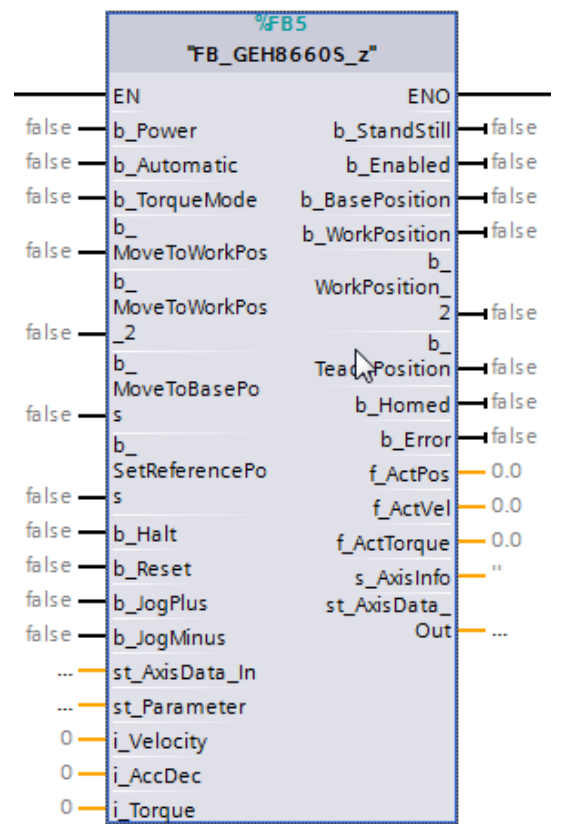 %FB5
"FB_GEH8660S_z"
EN ENO
false b_Power b_StandStill false
false b_Automatic b_Enabled false
false b_TorqueMode b_BasePosition false
b_
false MoveToWorkPos
b_WorkPosition false
b_
MoveToWorkPos
false _2
b_
WorkPosition_
2 false
b_
MoveToBasePo
false s
b_
Position false
b_Homed false
b_
SetReferencePo
false s
b_Error false
f_ActPos 0.0
false b_Halt f_ActVel 0.0
false b_Reset f_ActTorque 0.0
false b_JogPlus s_AxisInfo ''
false b_JogMinus
st_AxisData_
Out ...
... st_AxisData_In
... st_Parameter
0 i_Velocity
0 i_AccDec
0 i_Torque